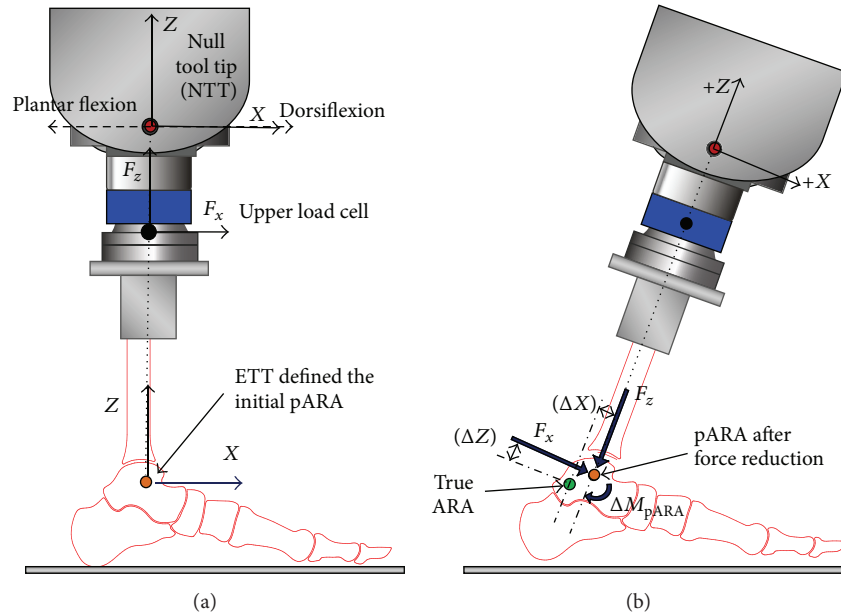 Z
Null
tool tip
(NTT)
Plantar flexion
X
Dorsiflexion
F_z
F_x
Upper load cell
ETT defined the
initial pARA
Z
X
(a)
+Z
+X
(ΔX)
F_z
(ΔZ)
F_x
pARA after
force reduction
True
ARA
ΔM_pARA
(b)